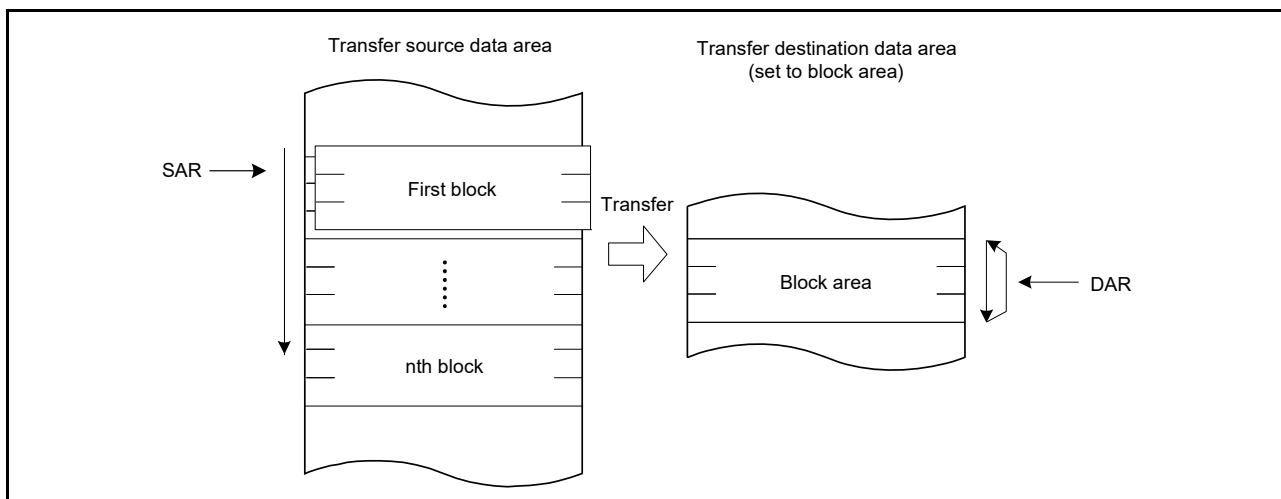 Transfer source data area
Transfer destination data area
(set to block area)
SAR
First block
Transfer
Block area
DAR
nth block